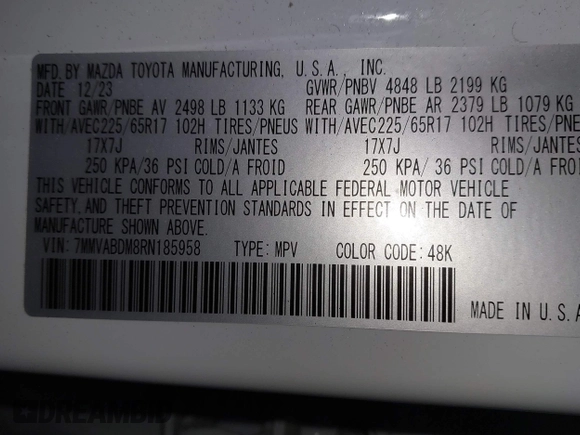 MFD. BY MAZDA TOYOTA MANUFACTURING, U.S.A., INC.
DATE 12/23 GVWR/PNBV 4848 LB 2199 KG
FRONT GAWR/PNBE AV 2498 LB 1133 KG REAR GAWR/PNBE AR 2379 LB 1079 KG
WITH/AVEC225/65R17 102H TIRES/PNEUS WITH/AVEC225/65R17 102H TIRES/PNE
17X7J RIMS/JANTES 17X7J RIMS/JANTES
250 KPA/36 PSI COLD/A FROID 250 KPA/ 36 PSI COLD/A FROID
THIS VEHICLE CONFORMS TO ALL APPLICABLE FEDERAL MOTOR VEHICLE
SAFETY, AND THEFT PREVENTION STANDARDS IN EFFECT ON THE DATE OF
MANUFACTURE SHOWN ABOVE.
VIN: 7MMVABDM8RN185958 TYPE: MPV COLOR CODE: 48K
MADE IN U.S.A
DREAMBID